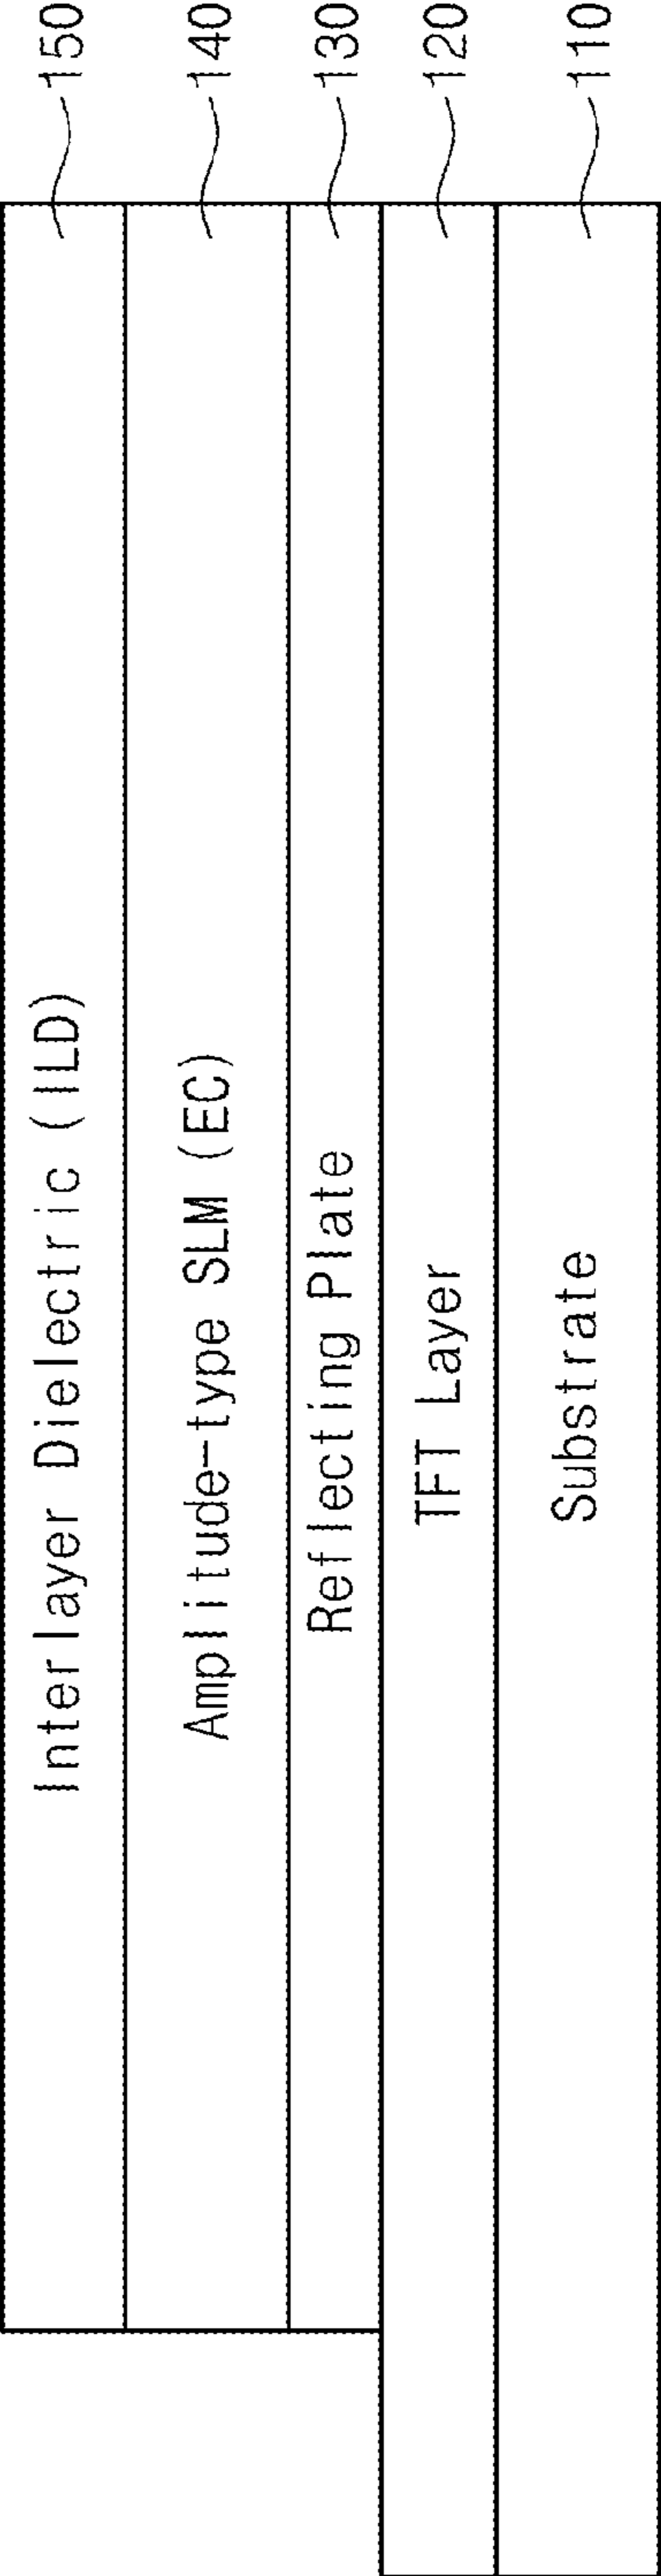 Interlayer Dielectric (ILD) 150
Amplitude-type SLM (EC) 140
Reflecting Plate 130
TFT Layer 120
Substrate 110